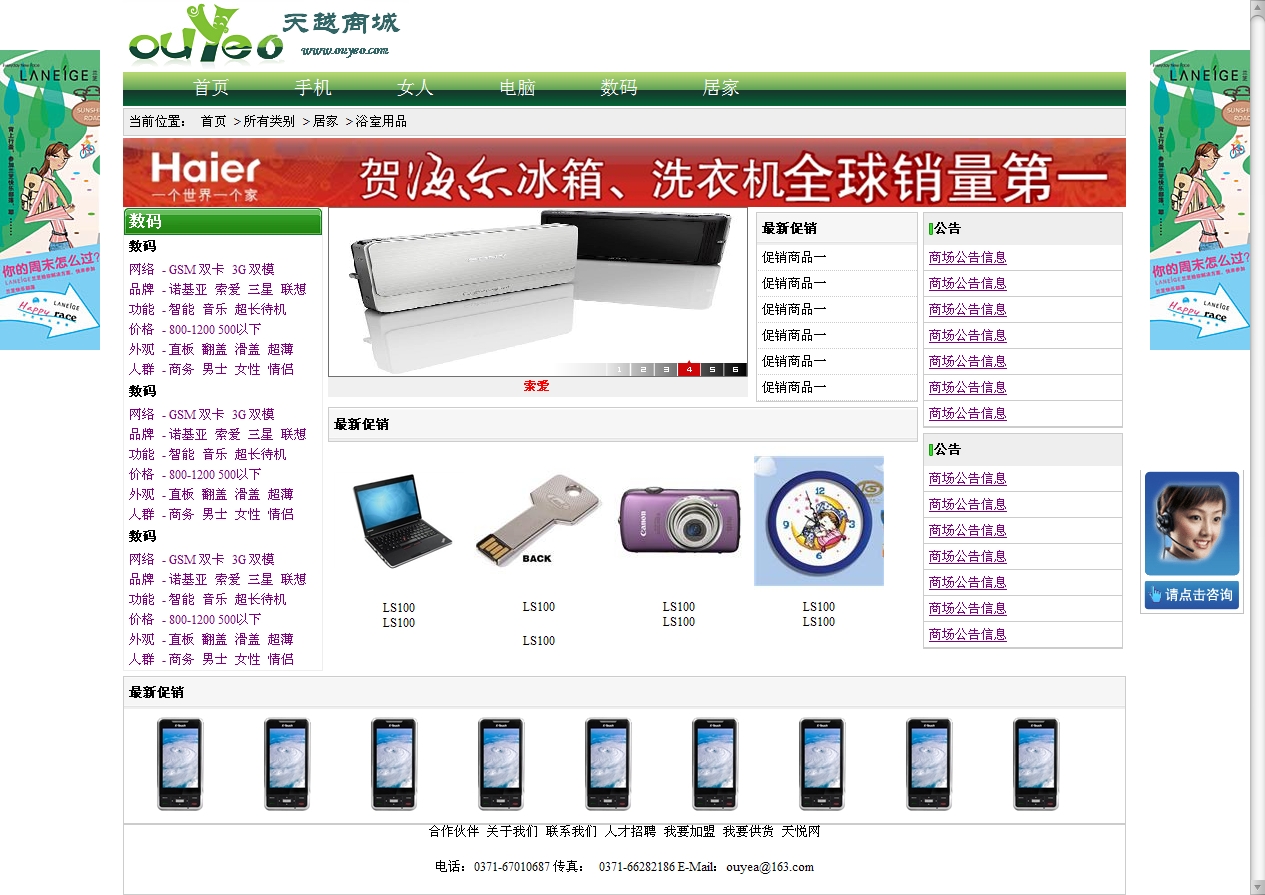 ouyeo 天越商城
www.ouyeo.com
首页 手机 女人 电脑 数码 居家
当前位置： 首页 >所有类别 >居家 >浴室用品
Haier
一个世界一个家
贺海尔冰箱、洗衣机全球销量第一
LANEIGE
SUNSHI ROAD
你的周末怎么过?
LANEIGE
Happy race
数码
数码
网络 - GSM 双卡 3G 双模
品牌 - 诺基亚 索爱 三星 联想
功能 - 智能 音乐 超长待机
价格 - 800-1200 500以下
外观 - 直板 翻盖 滑盖 超薄
人群 - 商务 男士 女性 情侣
数码
网络 - GSM 双卡 3G 双模
品牌 - 诺基亚 索爱 三星 联想
功能 - 智能 音乐 超长待机
价格 - 800-1200 500以下
外观 - 直板 翻盖 滑盖 超薄
人群 - 商务 男士 女性 情侣
数码
网络 - GSM 双卡 3G 双模
品牌 - 诺基亚 索爱 三星 联想
功能 - 智能 音乐 超长待机
价格 - 800-1200 500以下
外观 - 直板 翻盖 滑盖 超薄
人群 - 商务 男士 女性 情侣
1 2 3 4 5 6
索爱
最新促销
促销商品一
促销商品一
促销商品一
促销商品一
促销商品一
促销商品一
公告
商场公告信息
商场公告信息
商场公告信息
商场公告信息
商场公告信息
商场公告信息
商场公告信息
公告
商场公告信息
商场公告信息
商场公告信息
商场公告信息
商场公告信息
商场公告信息
商场公告信息
最新促销
BACK
Canon
12
9 3
6
LS100 LS100 LS100 LS100
LS100 LS100 LS100
LS100
LANEIGE
SUNSHI ROAD
你的周末怎么过?
LANEIGE
Happy race
请点击咨询
最新促销
合作伙伴 关于我们 联系我们 人才招聘 我要加盟 我要供货 天悦网
电话：0371-67010687 传真： 0371-66282186 E-Mail：ouyea@163.com